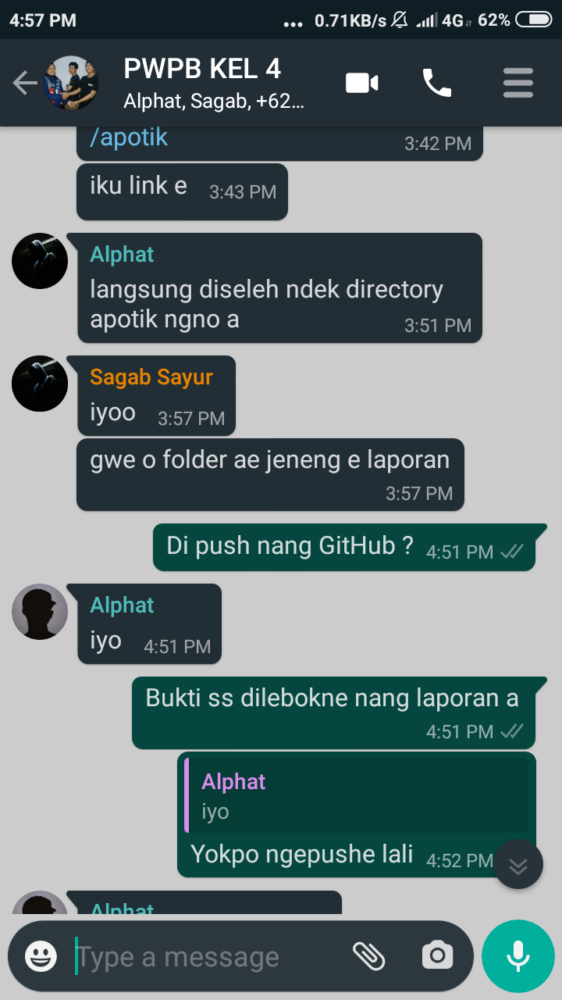 4:57 PM ... 0.71KB/s 4G 62%
PWPB KEL 4
Alphat, Sagab, +62...
/apotik
3:42 PM
iku link e 3:43 PM
Alphat
langsung diseleh ndek directory
apotik ngno a 3:51 PM
Sagab Sayur
iyoo 3:57 PM
gwe o folder ae jeneng e laporan
3:57 PM
Di push nang GitHub ? 4:51 PM
Alphat
iyo 4:51 PM
Bukti ss dilebokne nang laporan a
4:51 PM
Alphat
iyo
Yokpo ngepushe lali 4:52 PM
Alphat
Type a message